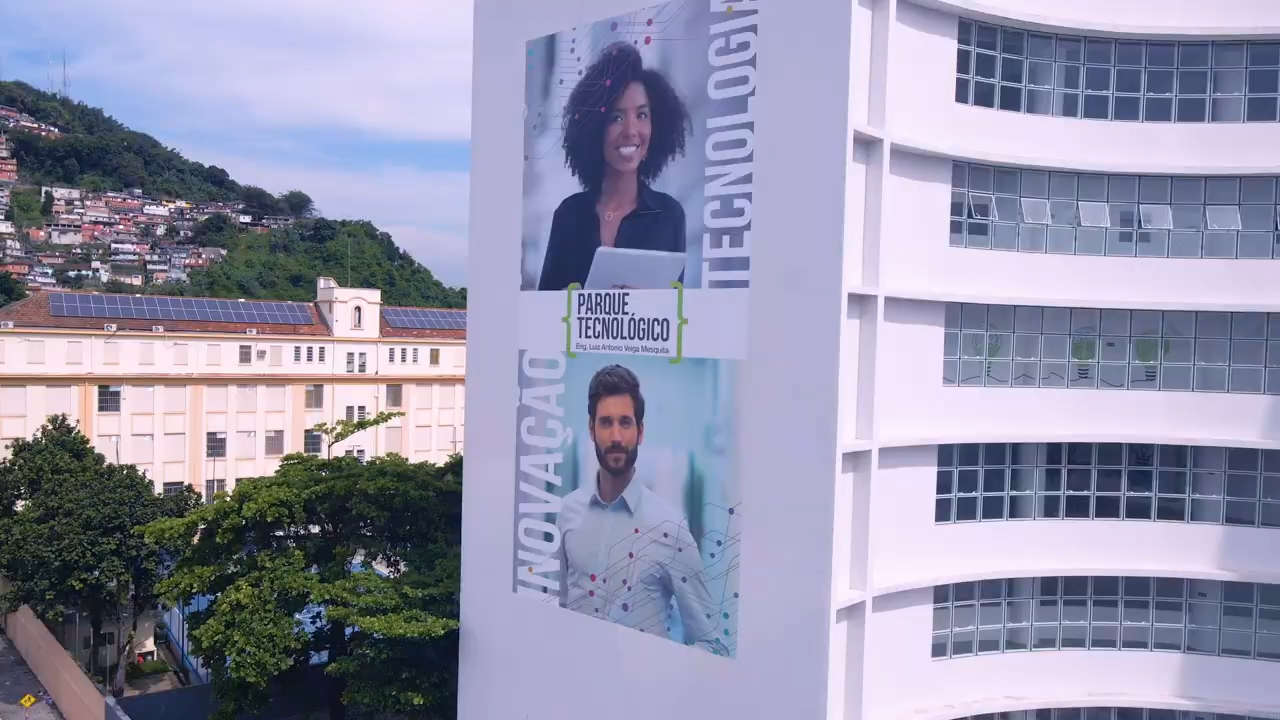 TECNOLOGIA
PARQUE
TECNOLÓGICO
Eng. Luiz Antonio Veiga Mesquita
INOVAÇÃO